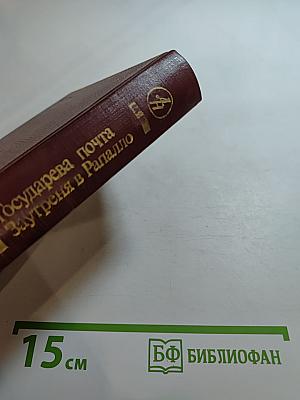 Государева почта
Заутреня в Рапалло
15 см
БФ БИБЛИОФАН